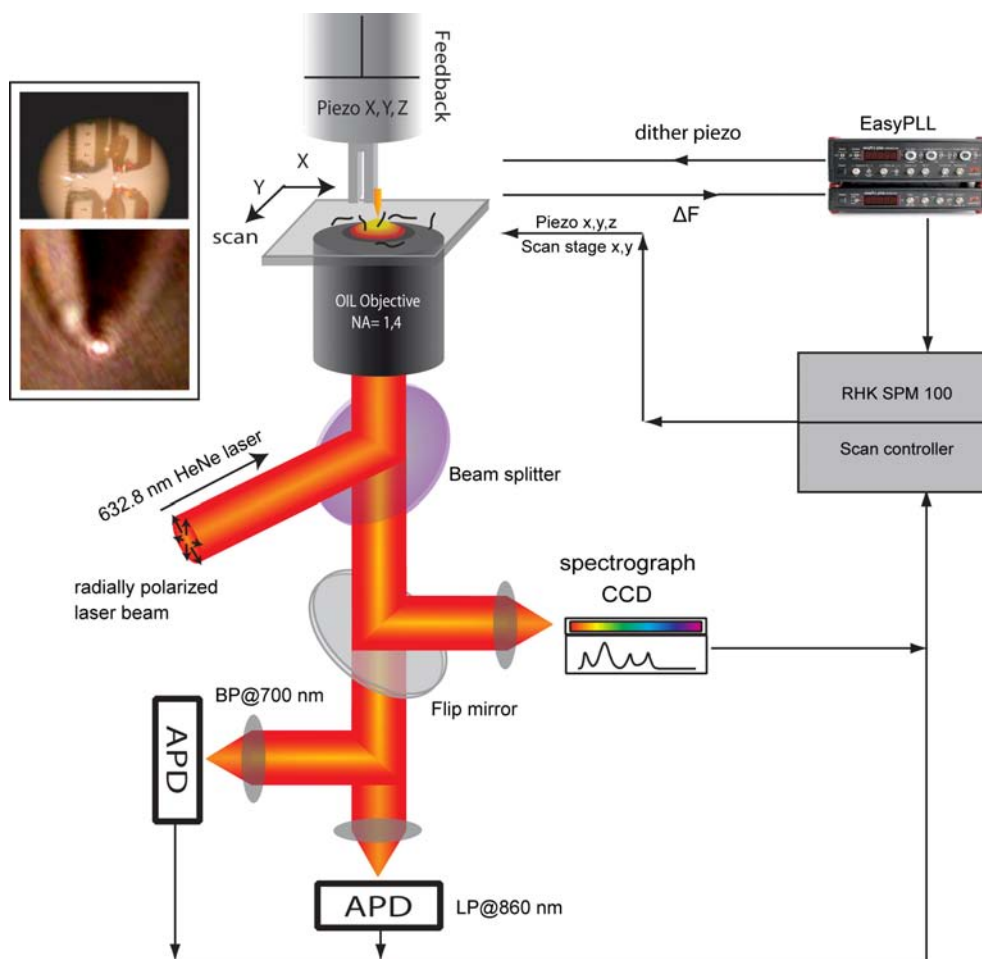 Feedback
Piezo X, Y, Z
EasyPLL
dither piezo
X
Y
ΔF
scan
Piezo x,y,z
Scan stage x,y
OIL Objective
NA= 1,4
RHK SPM 100
Scan controller
632.8 nm HeNe laser
Beam splitter
radially polarized
laser beam
spectrograph
CCD
BP@700 nm
Flip mirror
APD
APD
LP@860 nm